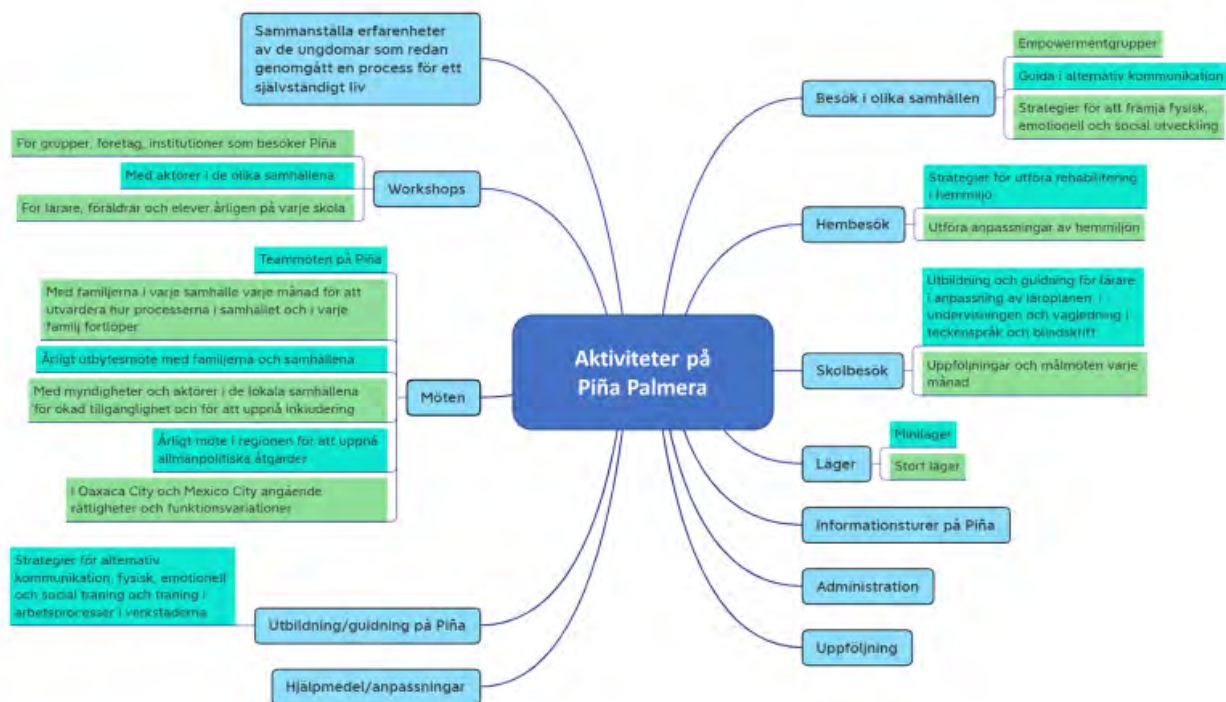 Sammanställa erfarenheter
av de ungdomar som redan
genomgått en process för ett
självständigt liv
För grupper, företag, institutioner som besöker Piña
Med aktörer i de olika samhällena
För lärare, föräldrar och elever årligen på varje skola
Workshops
Teammöten på Piña
Med familjerna i varje samhälle varje månad för att
utvärdera hur processerna i samhället och i varje
familj fortlöper
Årligt utbytesmöte med familjerna och samhällena
Med myndigheter och aktörer i de lokala samhällena
för ökad tillgänglighet och för att uppnå inkludering
Årligt möte i regionen för att uppnå
allmänpolitiska åtgärder
I Oaxaca City och Mexico City angående
rättigheter och funktionsvariationer
Möten
Strategier för alternativ
kommunikation, fysisk, emotionell
och social träning och träning i
arbetsprocesser i verkstäderna
Utbildning/guidning på Piña
Hjälpmedel/anpassningar
Aktiviteter på
Piña Palmera
Besök i olika samhällen
Empowermentgrupper
Guida i alternativ kommunikation
Strategier för att främja fysisk,
emotionell och social utveckling
Hembesök
Strategier för utföra rehabilitering
i hemmiljö
Utföra anpassningar av hemmiljön
Skolbesök
Utbildning och guidning för lärare
i anpassning av läroplanen, i
undervisningen och vägledning i
teckenspråk och blindskrift
Uppföljningar och målmöten varje
månad
Läger
Miniläger
Stort läger
Informationsturer på Piña
Administration
Uppföljning